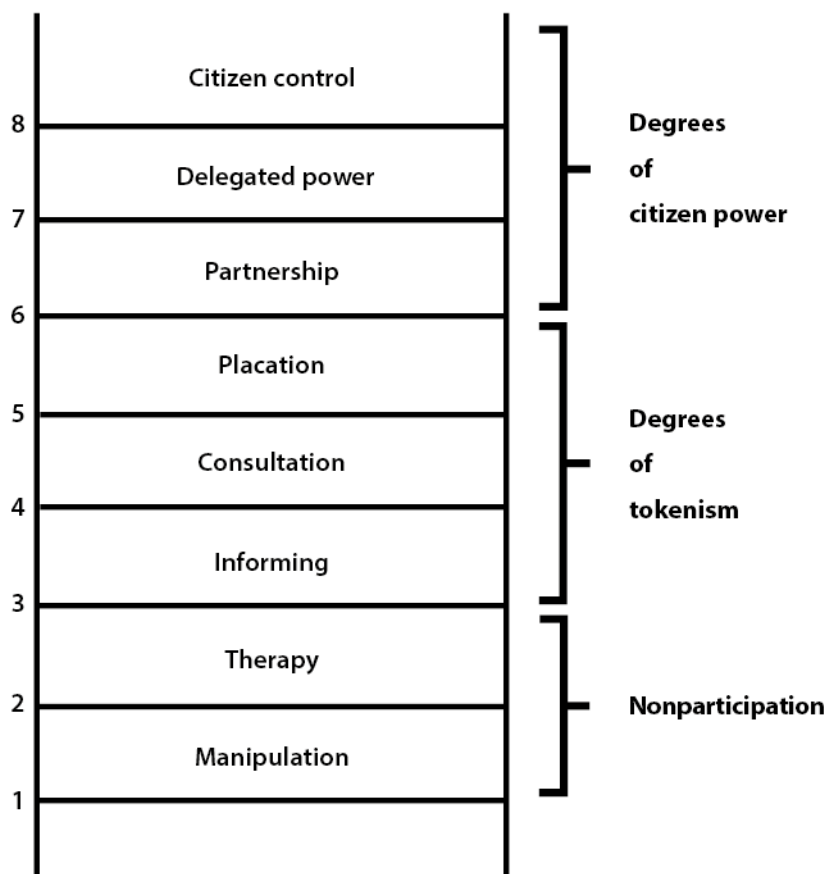 Citizen control
8
Delegated power
7
Partnership
6
Placation
5
Consultation
4
Informing
3
Therapy
2
Manipulation
1
Degrees
of
citizen power
Degrees
of
tokenism
Nonparticipation